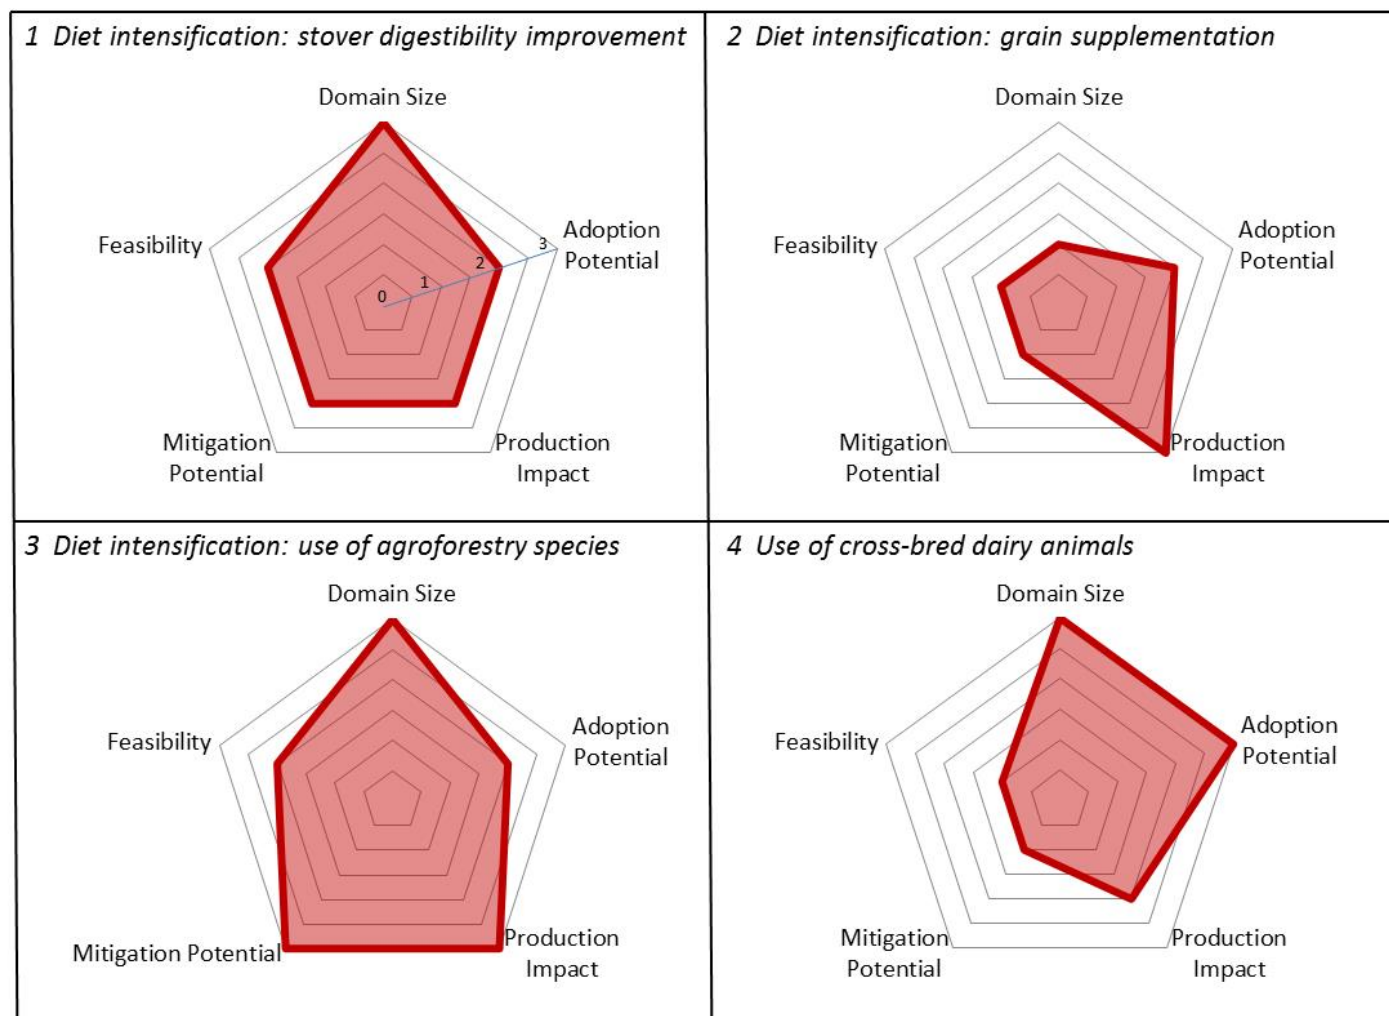 1 Diet intensification: stover digestibility improvement
Domain Size
Adoption
Potential
Feasibility
3
2
1
0
Mitigation
Potential
Production
Impact
2 Diet intensification: grain supplementation
Domain Size
Adoption
Potential
Feasibility
Mitigation
Potential
Production
Impact
3 Diet intensification: use of agroforestry species
Domain Size
Adoption
Potential
Feasibility
Mitigation Potential
Production
Impact
4 Use of cross-bred dairy animals
Domain Size
Adoption
Potential
Feasibility
Mitigation
Potential
Production
Impact